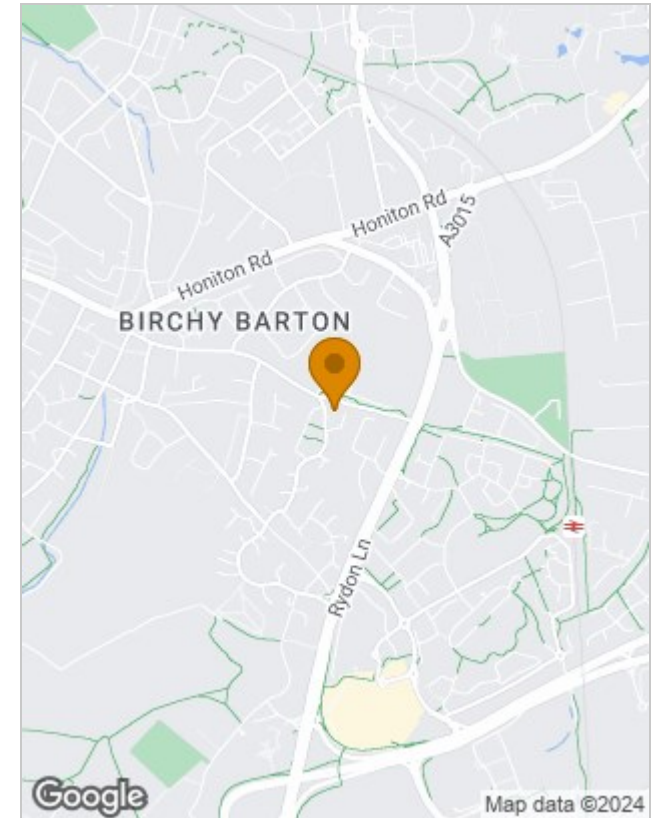 Honiton Rd
A3015
Honiton Rd
BIRCHY BARTON
Rydon Ln
Google
Map data ©2024